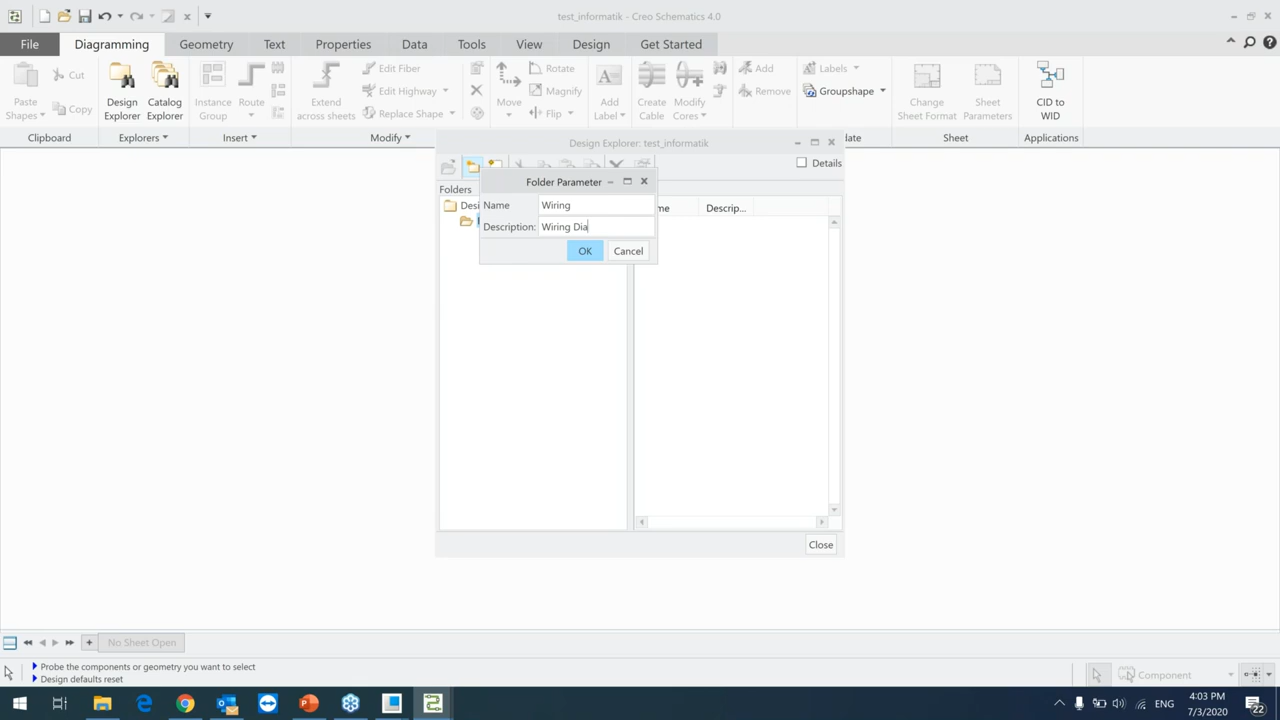 test_informatik - Creo Schematics 4.0
File Diagramming Geometry Text Properties Data Tools View Design Get Started
Paste Shapes
Cut
Copy
Design Explorer
Catalog Explorer
Instance Group
Route
Extend across sheets
Edit Fiber
Edit Highway
Replace Shape
Move
Rotate
Magnify
Flip
Add Label
Create Cable
Modify Cores
Add
Remove
Labels
Groupshape
Change Sheet Format
Sheet Parameters
CID to WID
Clipboard Explorers Insert Modify Sheet Applications
Design Explorer: test_informatik
Details
Folders
Folder Parameter
Name Wiring
Description: Wiring Dia
OK Cancel
Descrip...
Close
No Sheet Open
Probe the components or geometry you want to select
Design defaults reset
Component
ENG
4:03 PM
7/3/2020
22